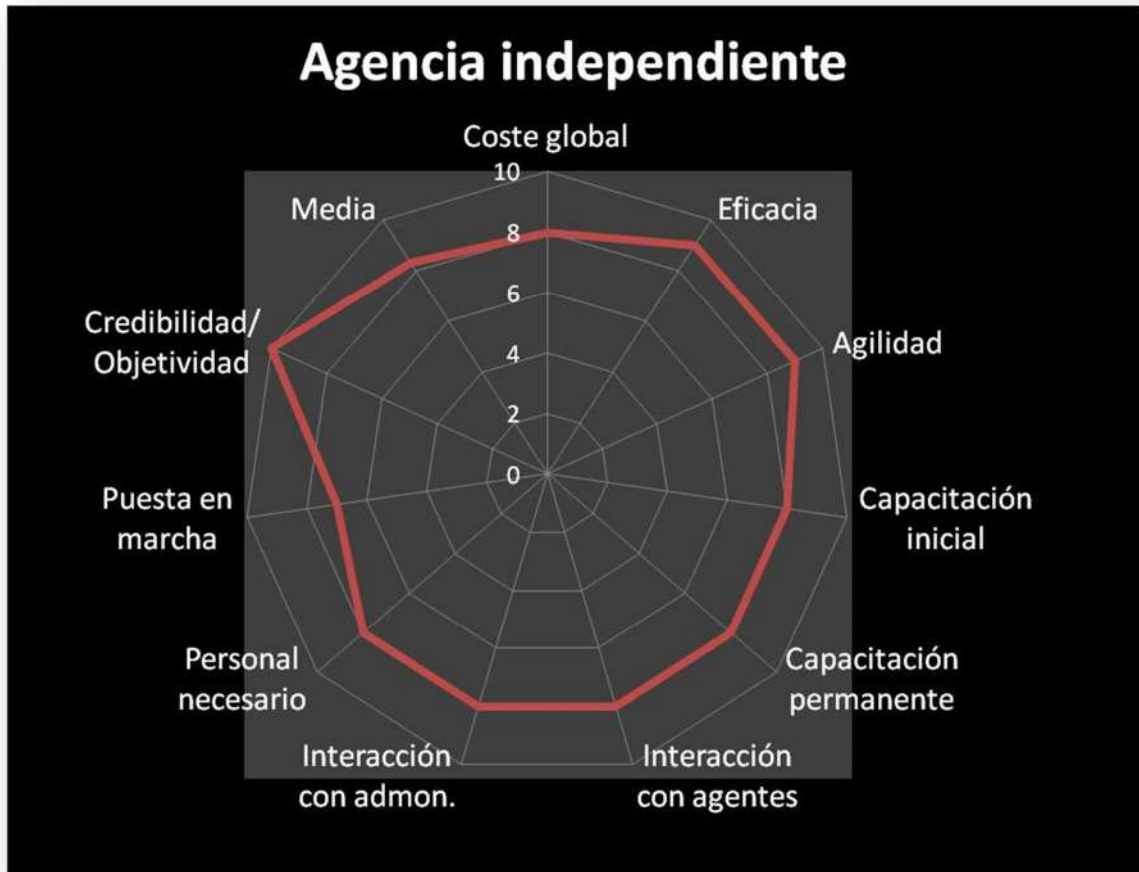 Agencia independiente
Coste global
10
8
6
4
2
0
Eficacia
Agilidad
Capacitación
inicial
Capacitación
permanente
Interacción
con agentes
Interacción
con admon.
Personal
necesario
Puesta en
marcha
Credibilidad/
Objetividad
Media